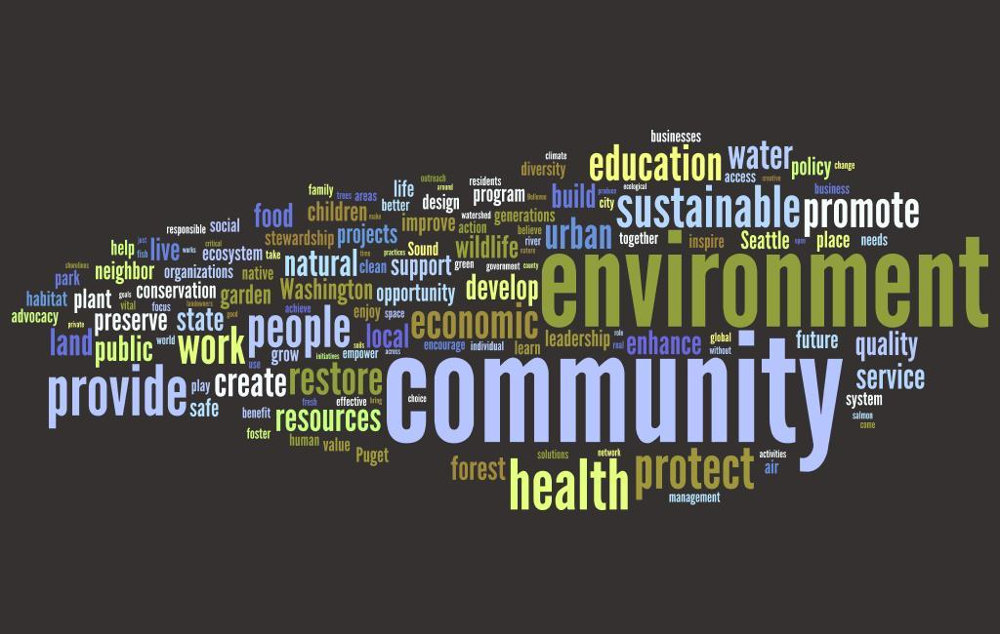 businesses
climate education water policy change
diversity access creative
family trees areas life outreach around residents build produce ecological business
better design program Bellevue city sustainable promote
food children make improve watershed generations
responsible social action believe urban together inspire Seattle upon place needs
stewardship projects wildlife river nature
help just live works critical ecosystem take practices Sound
natural time clean support green government county environment
shorelines neighbor organizations native
park
habitat plant goals conservation garden Washington opportunity develop
vital focus landowners
advocacy private preserve state good people achieve enjoy space economic
land public world work local encourage individual learn leadership role real enhance global without future quality
use grow initiatives soils empower across
provide play create restore community service
safe fresh effective bring choice system
benefit resources salmon
foster come
human value Puget
forest solutions network protect activities
health air
management